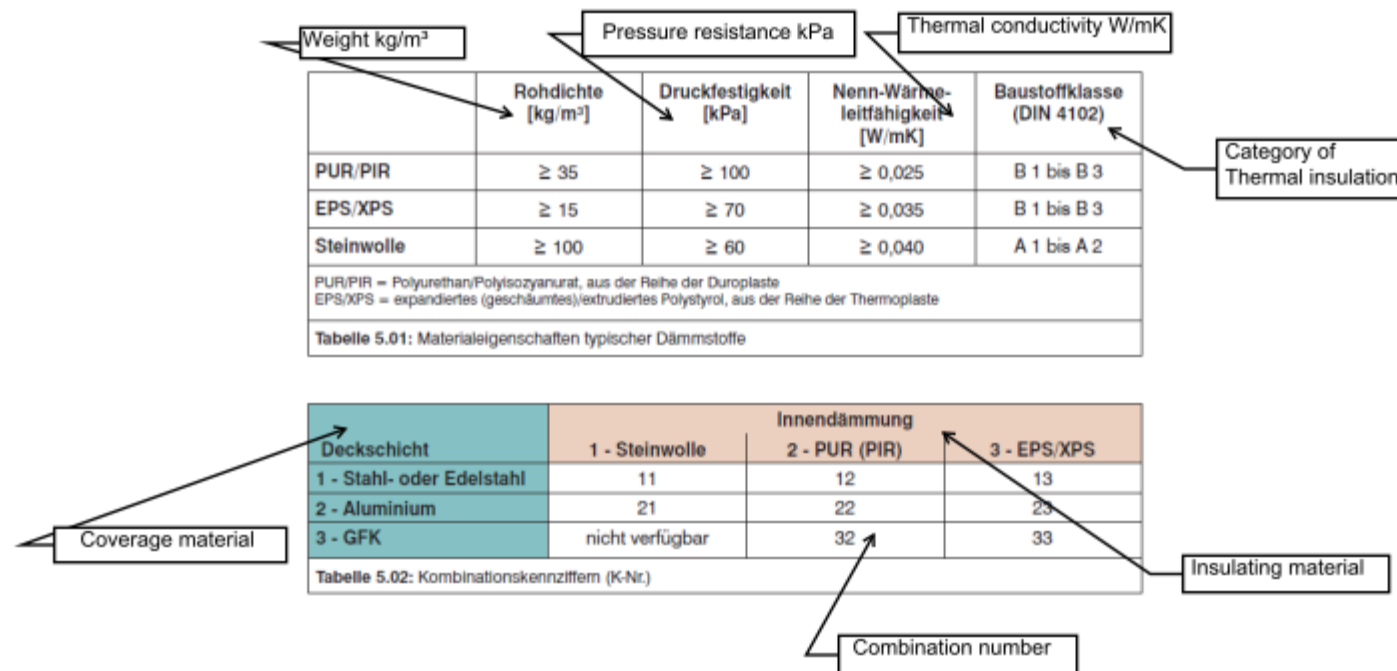 Weight kg/m³
Pressure resistance kPa
Thermal conductivity W/mK
Rohdichte [kg/m³]
Druckfestigkeit [kPa]
Nenn-Wärme-leitfähigkeit [W/mK]
Baustoffklasse (DIN 4102)
Category of
Thermal insulation
PUR/PIR ≧ 35 ≧ 100 ≧ 0,025 B 1 bis B 3
EPS/XPS ≧ 15 ≧ 70 ≧ 0,035 B 1 bis B 3
Steinwolle ≧ 100 ≧ 60 ≧ 0,040 A 1 bis A 2
PUR/PIR = Polyurethan/Polyisozyanurat, aus der Reihe der Duroplaste
EPS/XPS = expandiertes (geschäumtes)/extrudiertes Polystyrol, aus der Reihe der Thermoplaste
Tabelle 5.01: Materialeigenschaften typischer Dämmstoffe
Innendämmung
Deckschicht 1 - Steinwolle 2 - PUR (PIR) 3 - EPS/XPS
1 - Stahl- oder Edelstahl 11 12 13
2 - Aluminium 21 22 23
3 - GFK nicht verfügbar 32 33
Coverage material
Tabelle 5.02: Kombinationskennziffern (K-Nr.)
Insulating material
Combination number